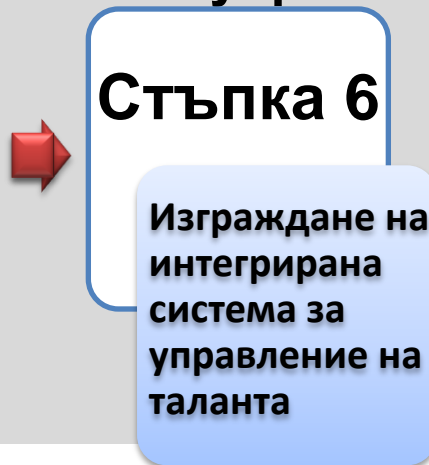 Стъпка 6
Изграждане на
интегрирана
система за
управление на
таланта